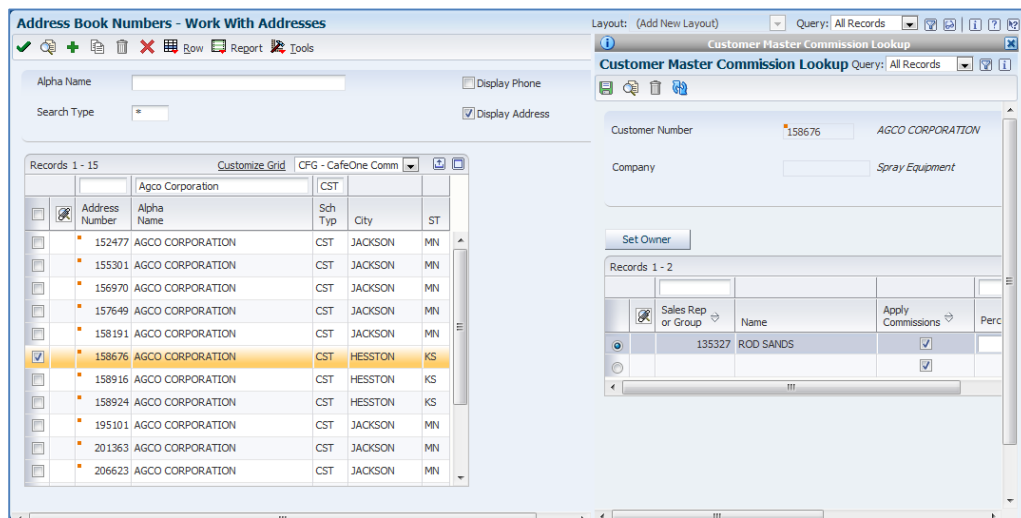 Address Book Numbers - Work With Addresses
Row Report Tools
Alpha Name
Display Phone
Search Type *
Display Address
Records 1 - 15 Customize Grid CFG - CafeOne Comm
Agco Corporation CST
Address Number Alpha Name Sch Typ City ST
152477 AGCO CORPORATION CST JACKSON MN
155301 AGCO CORPORATION CST JACKSON MN
156970 AGCO CORPORATION CST JACKSON MN
157649 AGCO CORPORATION CST JACKSON MN
158191 AGCO CORPORATION CST JACKSON MN
158676 AGCO CORPORATION CST HESSTON KS
158916 AGCO CORPORATION CST HESSTON KS
158924 AGCO CORPORATION CST HESSTON KS
195101 AGCO CORPORATION CST JACKSON MN
201363 AGCO CORPORATION CST JACKSON MN
206623 AGCO CORPORATION CST JACKSON MN
Layout: (Add New Layout) Query: All Records
Customer Master Commission Lookup
Customer Master Commission Lookup Query: All Records
Customer Number 158676 AGCO CORPORATION
Company Spray Equipment
Set Owner
Records 1 - 2
Sales Rep or Group Name Apply Commissions Perc
135327 ROD SANDS